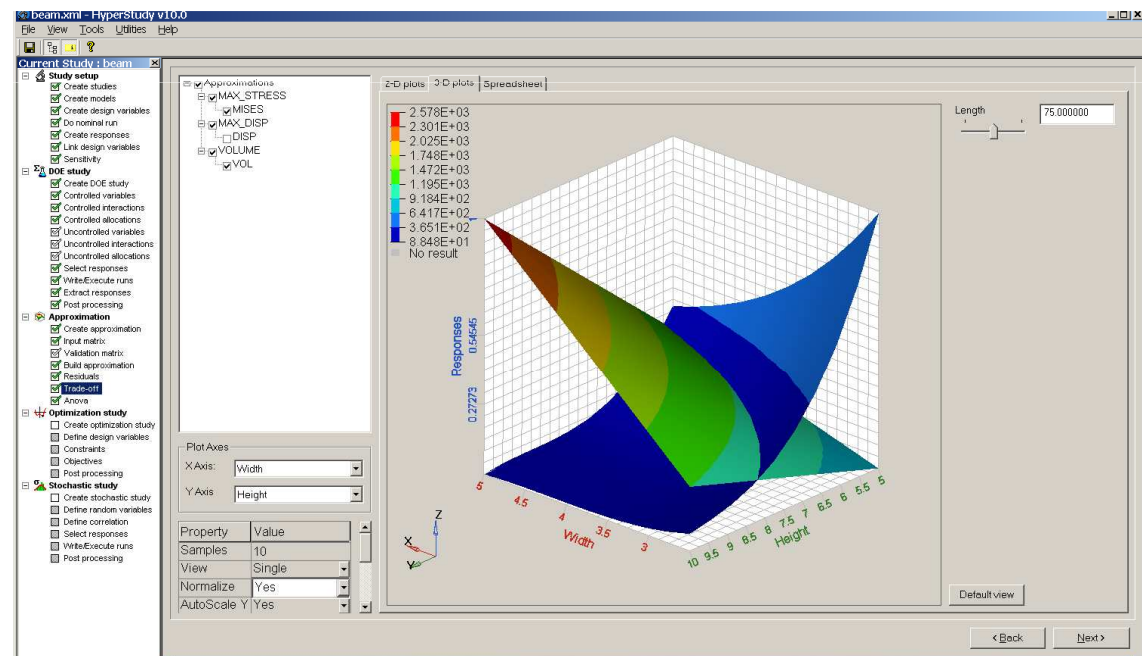 beam.xml - HyperStudy v10.0
File View Tools Utilities Help
Current Study : beam
Study setup
Create studies
Create models
Create design variables
Do nominal run
Create responses
Link design variables
Sensitivity
DOE study
Create DOE study
Controlled variables
Controlled interactions
Controlled allocations
Uncontrolled variables
Uncontrolled interactions
Uncontrolled allocations
Select responses
Write/Execute runs
Extract responses
Post processing
Approximation
Create approximation
Input matrix
Validation matrix
Build approximation
Residuals
Trade-off
Anova
Optimization study
Create optimization study
Define design variables
Constraints
Objectives
Post processing
Stochastic study
Create stochastic study
Define random variables
Define correlation
Select responses
Write/Execute runs
Post processing
Approximations
MAX_STRESS
MISES
MAX_DISP
DISP
VOLUME
VOL
Plot Axes
X Axis: Width
Y Axis Height
Property Value
Samples 10
View Single
Normalize Yes
AutoScale Y Yes
2-D plots 3-D plots Spreadsheet
2.578E+03
2.301E+03
2.025E+03
1.748E+03
1.472E+03
1.195E+03
9.184E+02
6.417E+02
3.651E+02
8.848E+01
No result
1
0.54545
0.27273
Responses
5 4.5 4 3.5 3
Width
10 9.5 9 8.5 8 7.5 7 6.5 6 5.5 5
Height
Z
X
Y
Length 75.000000
Default view
< Back Next >